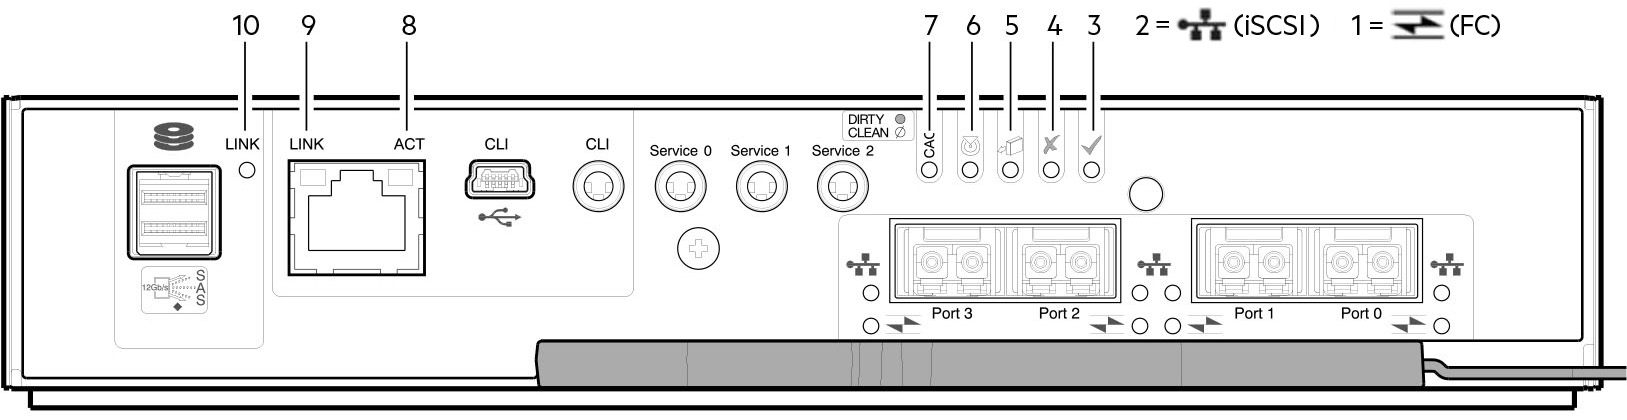 10 9 8 7 6 5 4 3 2 = (iSCSI) 1 = (FC)
DIRTY
CLEAN
CAC
LINK LINK ACT CLI CLI
Service 0 Service 1 Service 2
12Gb/s
S
A
S
Port 3 Port 2 Port 1 Port 0